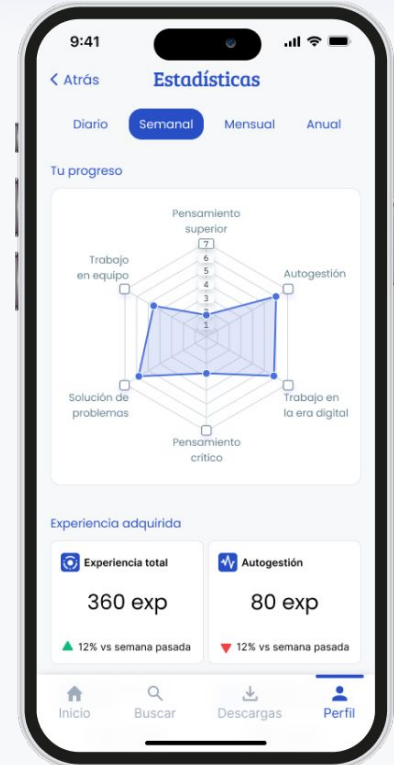 9:41
Atrás
Estadísticas
Diario
Semanal
Mensual
Anual
Tu progreso
Pensamiento
superior
7
6
5
4
3
1
Trabajo
en equipo
Autogestión
Solución de
problemas
Trabajo en
la era digital
Pensamiento
crítico
Experiencia adquirida
Experiencia total
360 exp
12% vs semana pasada
Autogestión
80 exp
12% vs semana pasada
Inicio
Buscar
Descargas
Perfil